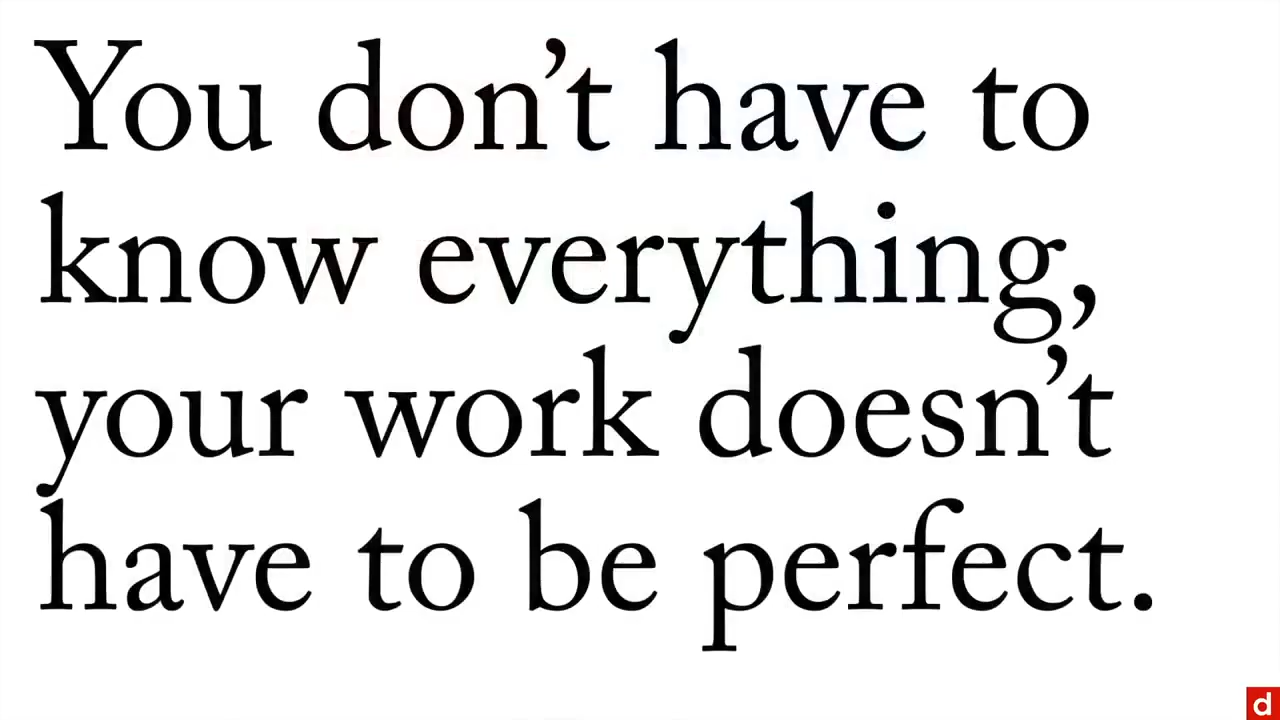 You don’t have to
know everything,
your work doesn’t
have to be perfect.
d